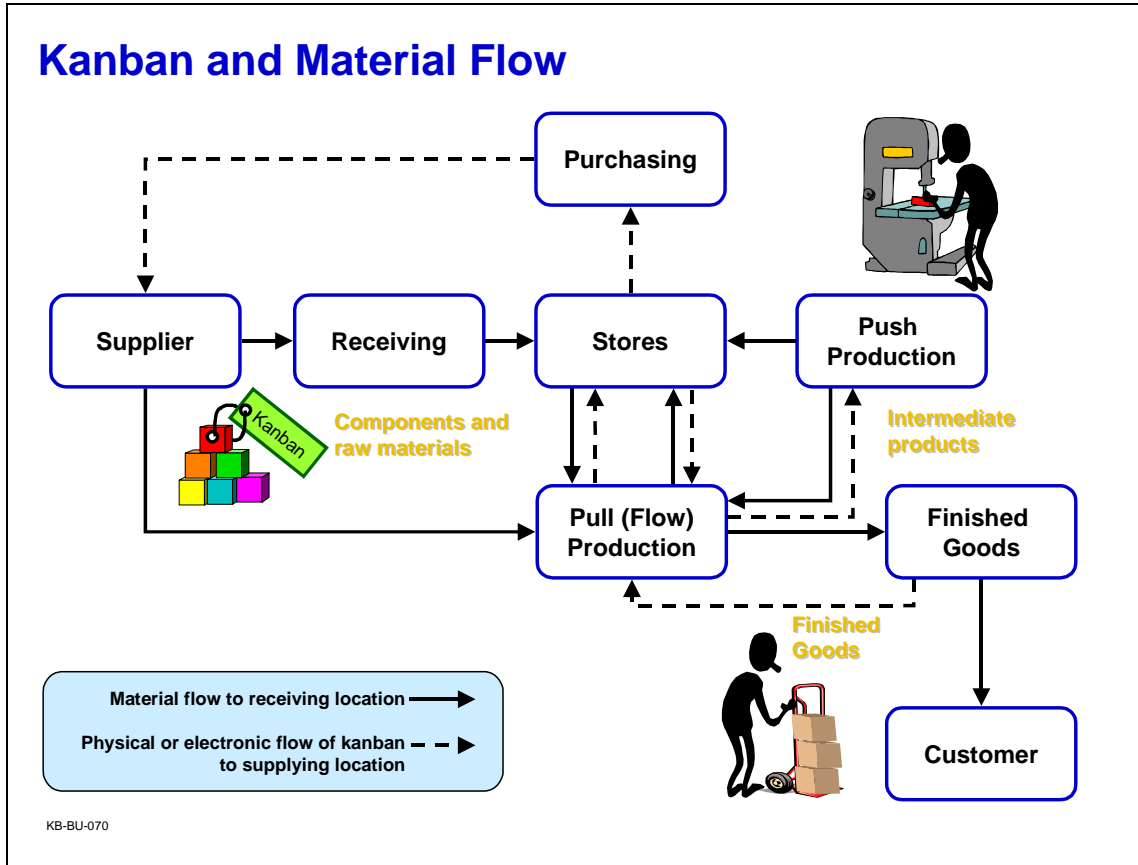 Kanban and Material Flow
Purchasing
Supplier
Receiving
Stores
Push
Production
Kanban
Components and
raw materials
Intermediate
products
Pull (Flow)
Production
Finished
Goods
Finished
Goods
Material flow to receiving location
Physical or electronic flow of kanban
to supplying location
Customer
KB-BU-070